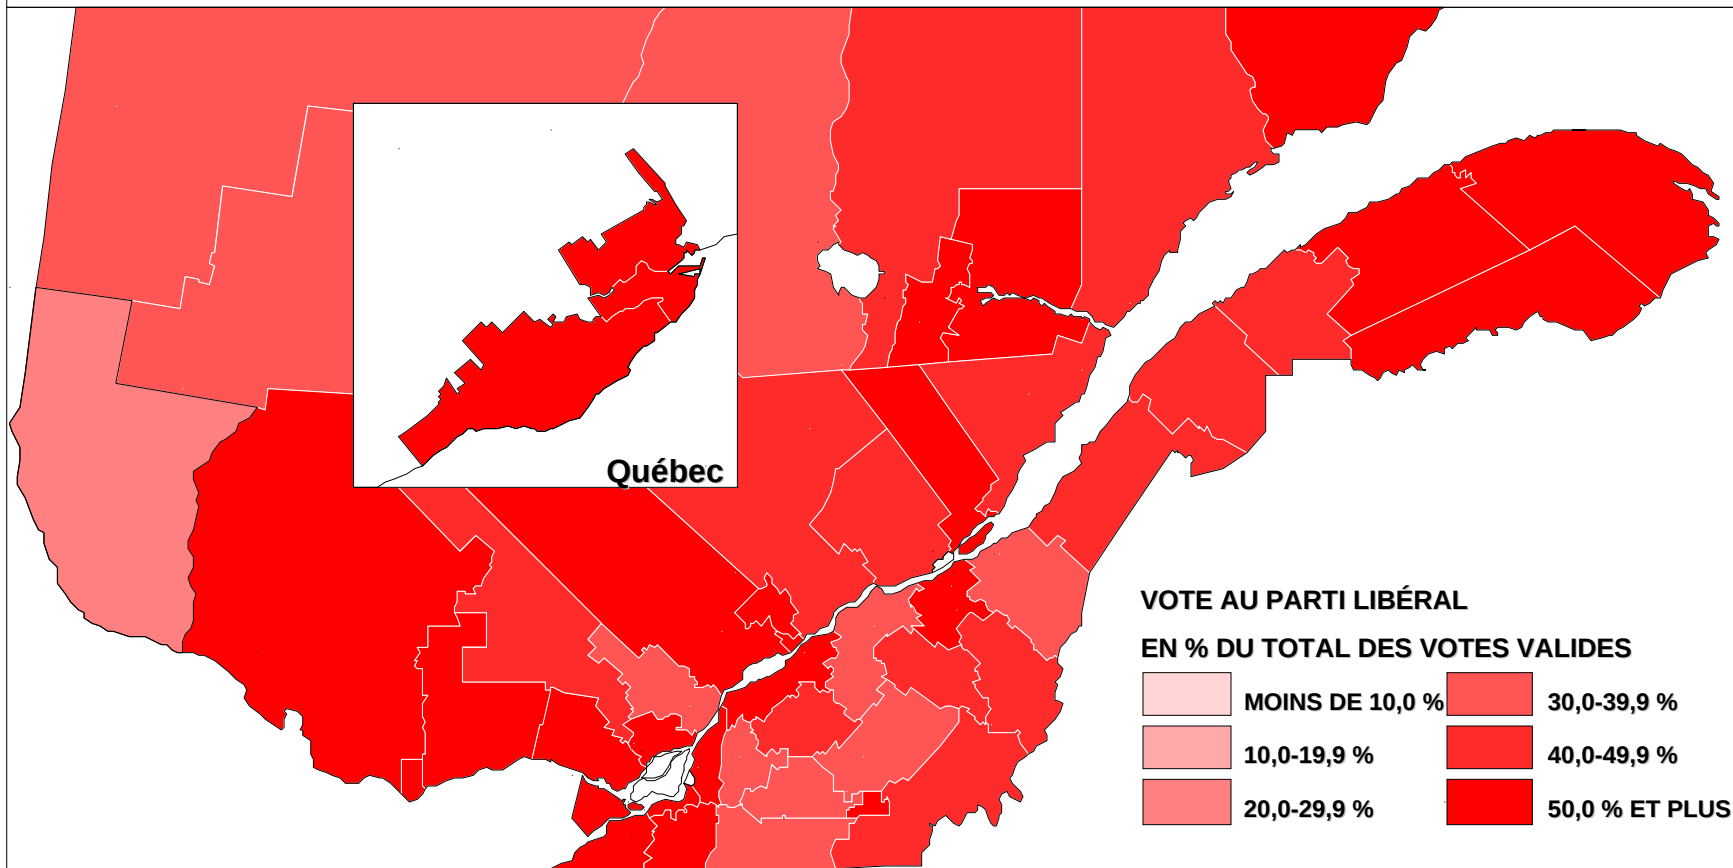 Québec
VOTE AU PARTI LIBÉRAL
EN % DU TOTAL DES VOTES VALIDES
MOINS DE 10,0 %
10,0-19,9 %
20,0-29,9 %
30,0-39,9 %
40,0-49,9 %
50,0 % ET PLUS